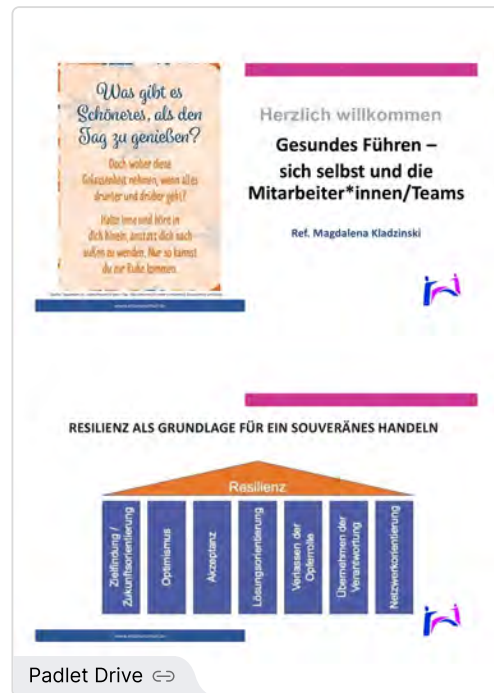 Was gibt es
Schöneres, als den
Tag zu genießen?
Doch woher diese
Gelassenheit nehmen, wenn alles
drunter und drüber geht?
Halte inne und hört in
dich hinein, anstatt dich nach
außen zu wenden. Nur so kannst
du zur Ruhe kommen.
Herzlich willkommen
Gesundes Führen –
sich selbst und die
Mitarbeiter*innen/Teams
Ref. Magdalena Kladzinski
RESILIENZ ALS GRUNDLAGE FÜR EIN SOUVERÄNES HANDELN
Resilienz
Zielfindung /
Zukunftsorientierung
Optimismus
Akzeptanz
Lösungsorientierung
Verlassen der
Opferrolle
Übernehmen der
Verantwortung
Netzwerkorientierung
Padlet Drive